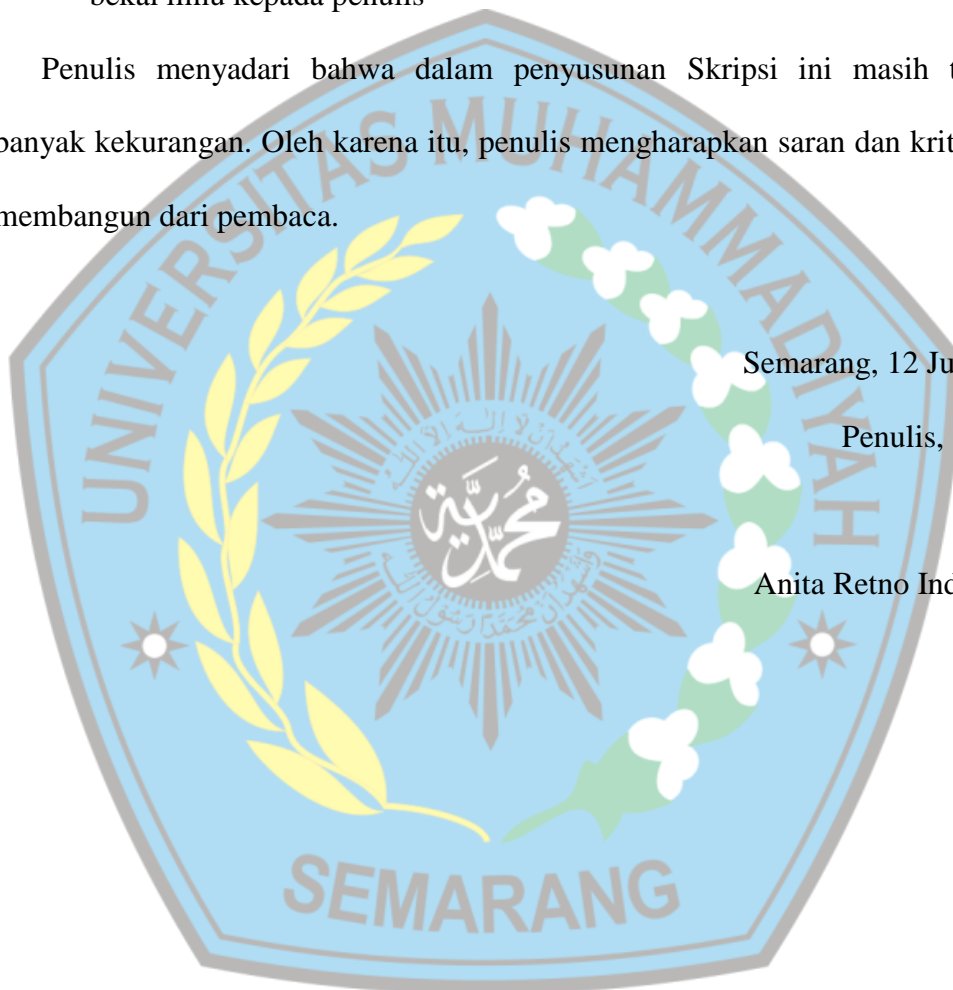 bekal ilmu kepada penulis
Penulis menyadari bahwa dalam penyusunan Skripsi ini masih t
banyak kekurangan. Oleh karena itu, penulis mengharapkan saran dan krit
membangun dari pembaca.
Semarang, 12 Ju
Penulis,
Anita Retno Ind
UNIVERSITAS MUHAMMADIYAH
محمدية
SEMARANG